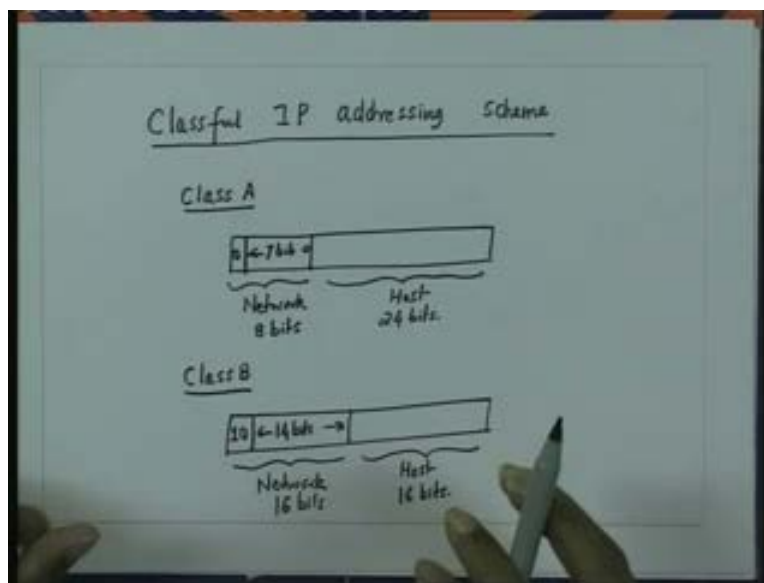 Classful IP addressing Scheme
Class A
0 ← 7 bit →
Network Host
8 bits 24 bits.
Class B
10 ← 14 bits →
Network Host
16 bits 16 bits.